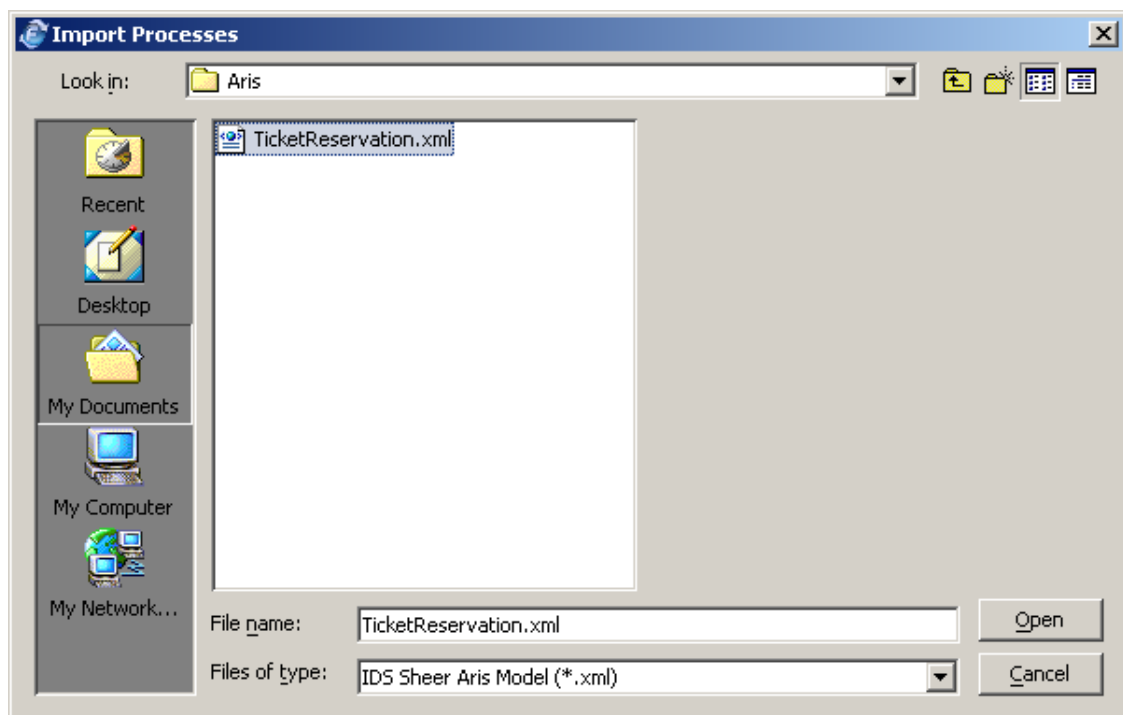 Import Processes
Look in:
Aris
TicketReservation.xml
Recent
Desktop
My Documents
My Computer
My Network...
File name:
TicketReservation.xml
Open
Files of type:
IDS Sheer Aris Model (*.xml)
Cancel